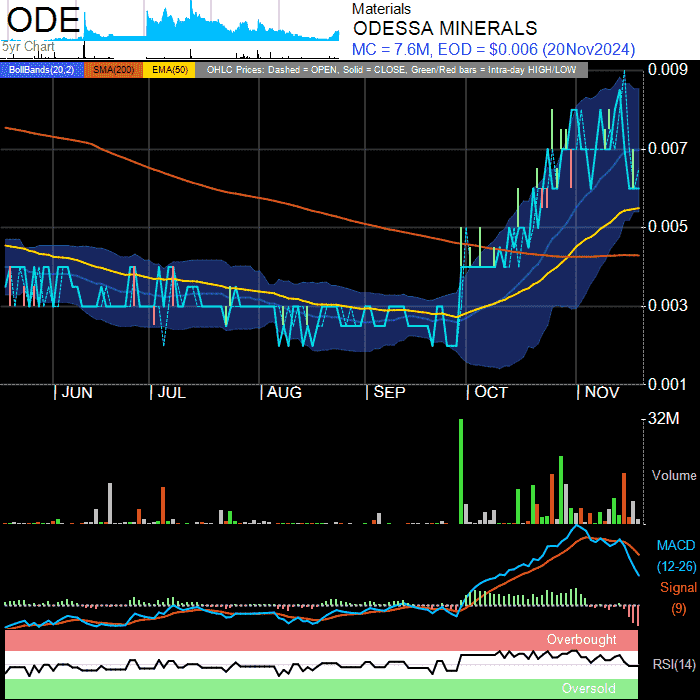 ODE
5yr Chart
Materials
ODESSA MINERALS
MC = 7.6M, EOD = $0.006 (20Nov2024)
BollBands(20,2) SMA(200) EMA(50) OHLC Prices: Dashed = OPEN, Solid = CLOSE, Green/Red bars = Intra-day HIGH/LOW
0.009
0.007
0.005
0.003
0.001
JUN JUL AUG SEP OCT NOV
32M
Volume
MACD
(12-26)
Signal
(9)
Overbought
RSI(14)
Oversold